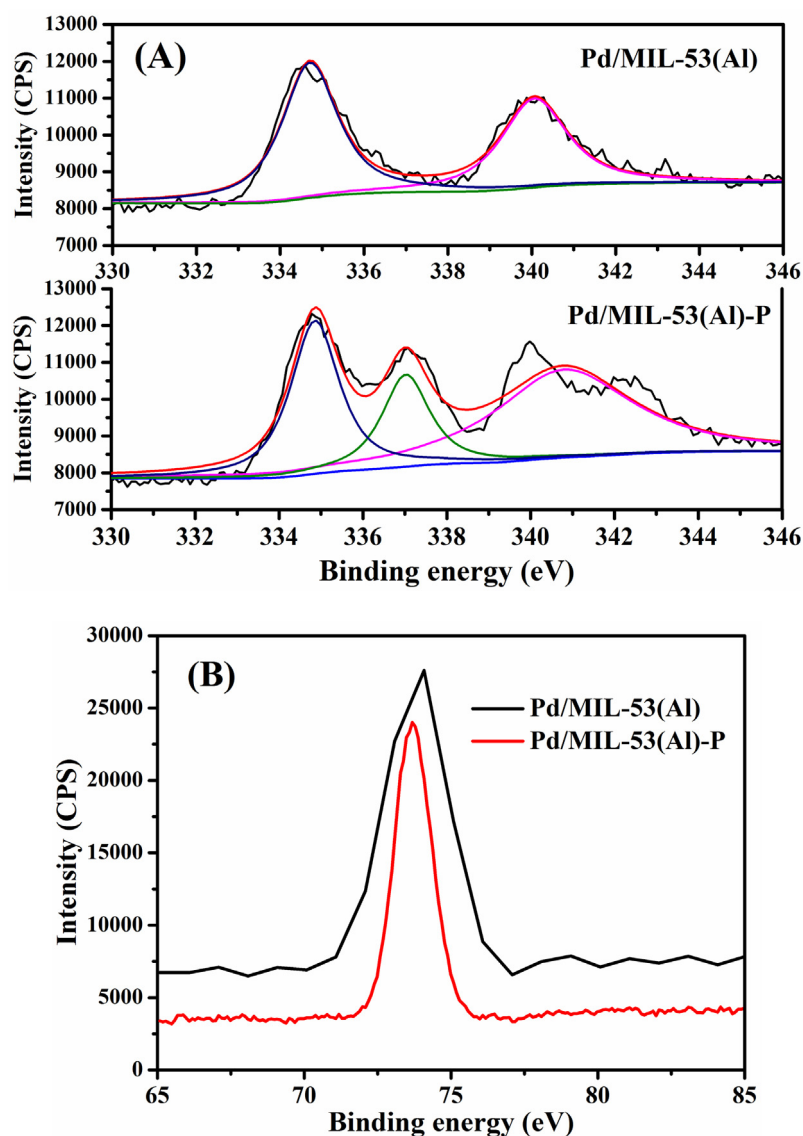 (A)
Pd/MIL-53(Al)
Intensity (CPS)
13000
12000
11000
10000
9000
8000
7000
330 332 334 336 338 340 342 344 346
Pd/MIL-53(Al)-P
Intensity (CPS)
13000
12000
11000
10000
9000
8000
7000
330 332 334 336 338 340 342 344 346
Binding energy (eV)
(B)
Pd/MIL-53(Al)
Pd/MIL-53(Al)-P
Intensity (CPS)
30000
25000
20000
15000
10000
5000
0
65 70 75 80 85
Binding energy (eV)